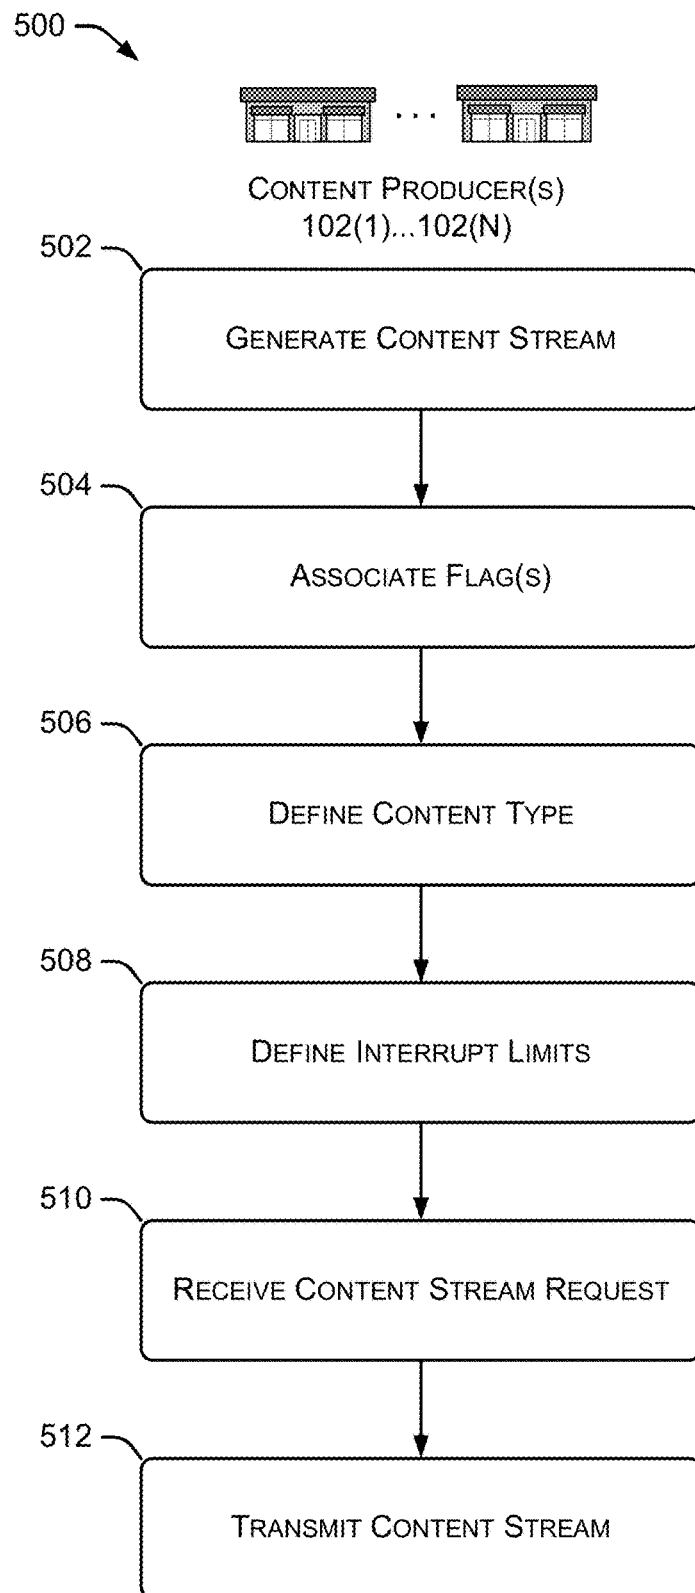 500
...
CONTENT PRODUCER(S)
102(1)...102(N)
502
GENERATE CONTENT STREAM
504
ASSOCIATE FLAG(S)
506
DEFINE CONTENT TYPE
508
DEFINE INTERRUPT LIMITS
510
RECEIVE CONTENT STREAM REQUEST
512
TRANSMIT CONTENT STREAM